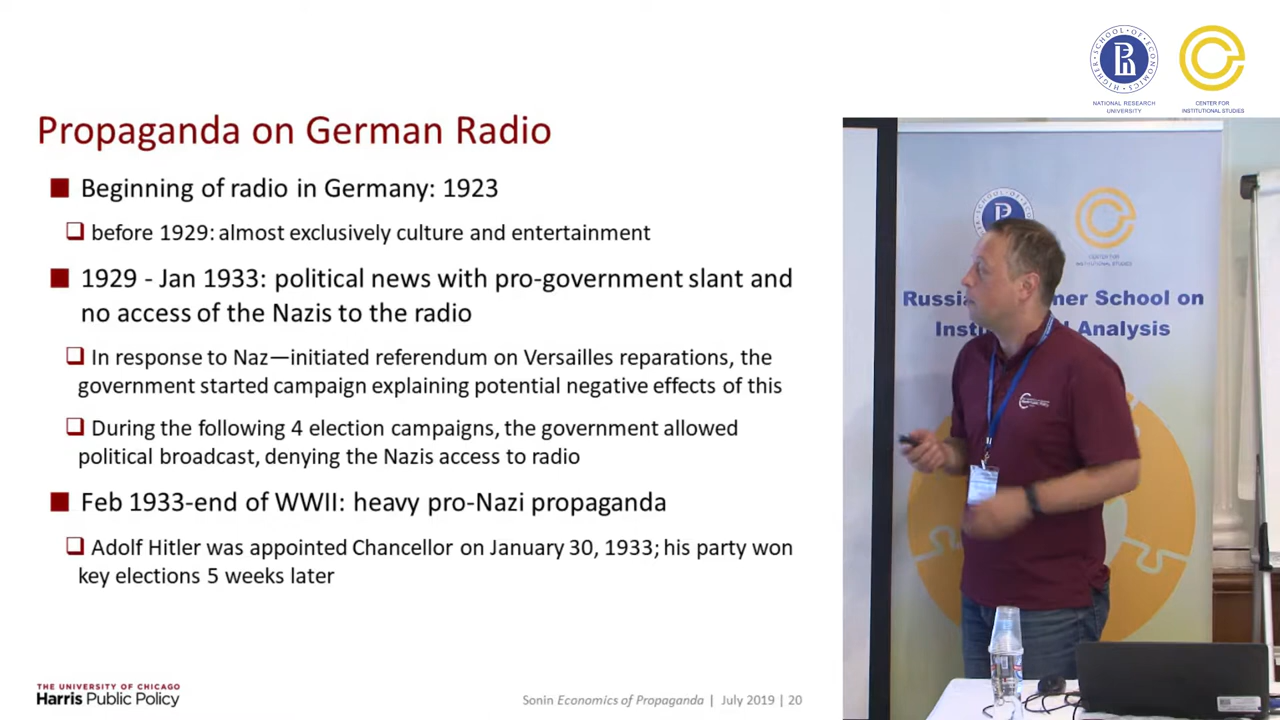 SCHOOL OF ECONOMICS
HIGHER
NATIONAL RESEARCH
UNIVERSITY
CENTER FOR
INSTITUTIONAL STUDIES
Propaganda on German Radio
Beginning of radio in Germany: 1923
before 1929: almost exclusively culture and entertainment
1929 - Jan 1933: political news with pro-government slant and
no access of the Nazis to the radio
In response to Naz—initiated referendum on Versailles reparations, the
government started campaign explaining potential negative effects of this
During the following 4 election campaigns, the government allowed
political broadcast, denying the Nazis access to radio
Feb 1933-end of WWII: heavy pro-Nazi propaganda
Adolf Hitler was appointed Chancellor on January 30, 1933; his party won
key elections 5 weeks later
THE UNIVERSITY OF CHICAGO
Harris Public Policy
Sonin Economics of Propaganda | July 2019 | 20
School on
Analysis